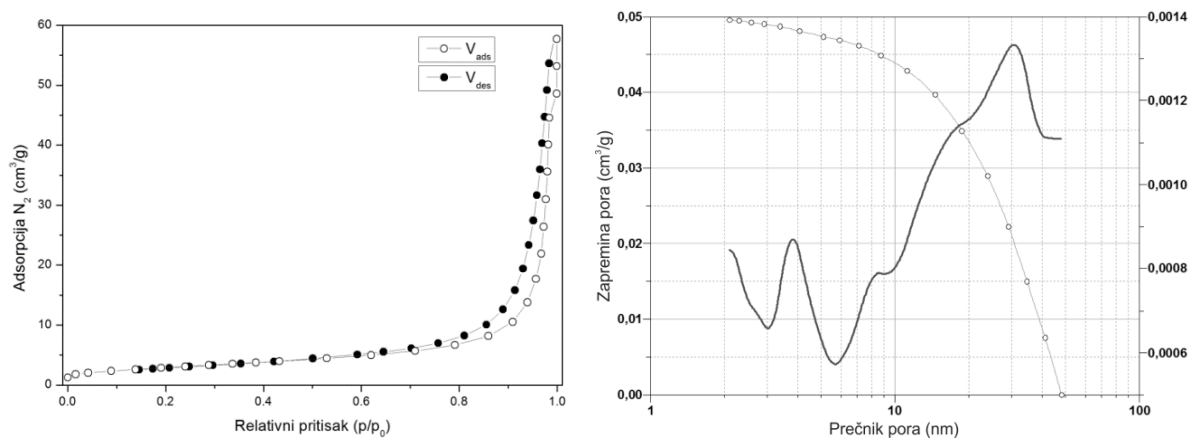 60
50
40
30
20
10
0
Adsorpcija N2 (cm3/g)
Vads
Vdes
0.0 0.2 0.4 0.6 0.8 1.0
Relativni pritisak (p/p0)
0,05
0,04
0,03
0,02
0,01
0,00
Zapremina pora (cm3/g)
0,0014
0,0012
0,0010
0,0008
0,0006
1 10 100
Prečnik pora (nm)